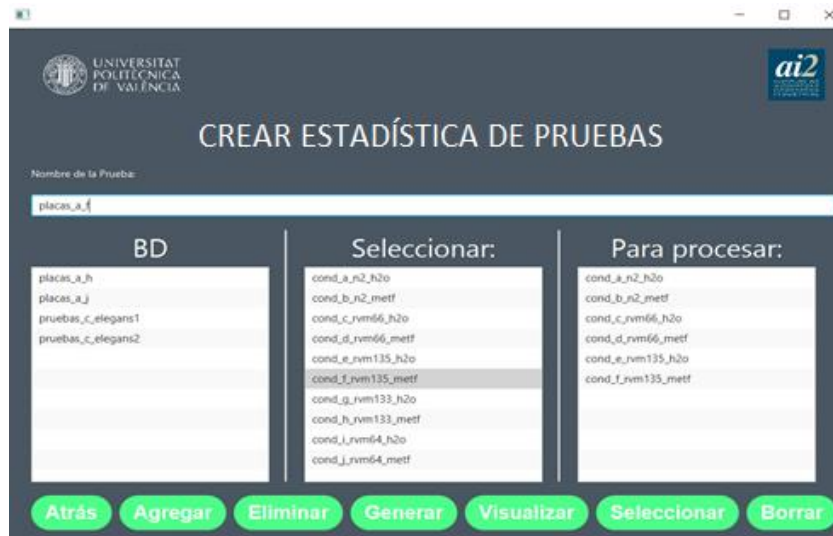 UNIVERSITAT
POLITÈCNICA
DE VALÈNCIA
ai2
CREAR ESTADÍSTICA DE PRUEBAS
Nombre de la Prueba:
placas_a_f
BD
placas_a_h
placas_a_j
pruebas_c_elegans1
pruebas_c_elegans2
Seleccionar:
cond_a_n2_h2o
cond_b_n2_metf
cond_c_rvm66_h2o
cond_d_rvm66_metf
cond_e_rvm135_h2o
cond_f_rvm135_metf
cond_g_rvm133_h2o
cond_h_rvm133_metf
cond_i_rvm64_h2o
cond_j_rvm64_metf
Para procesar:
cond_a_n2_h2o
cond_b_n2_metf
cond_c_rvm66_h2o
cond_d_rvm66_metf
cond_e_rvm135_h2o
cond_f_rvm135_metf
Atrás Agregar Eliminar Generar Visualizar Seleccionar Borrar